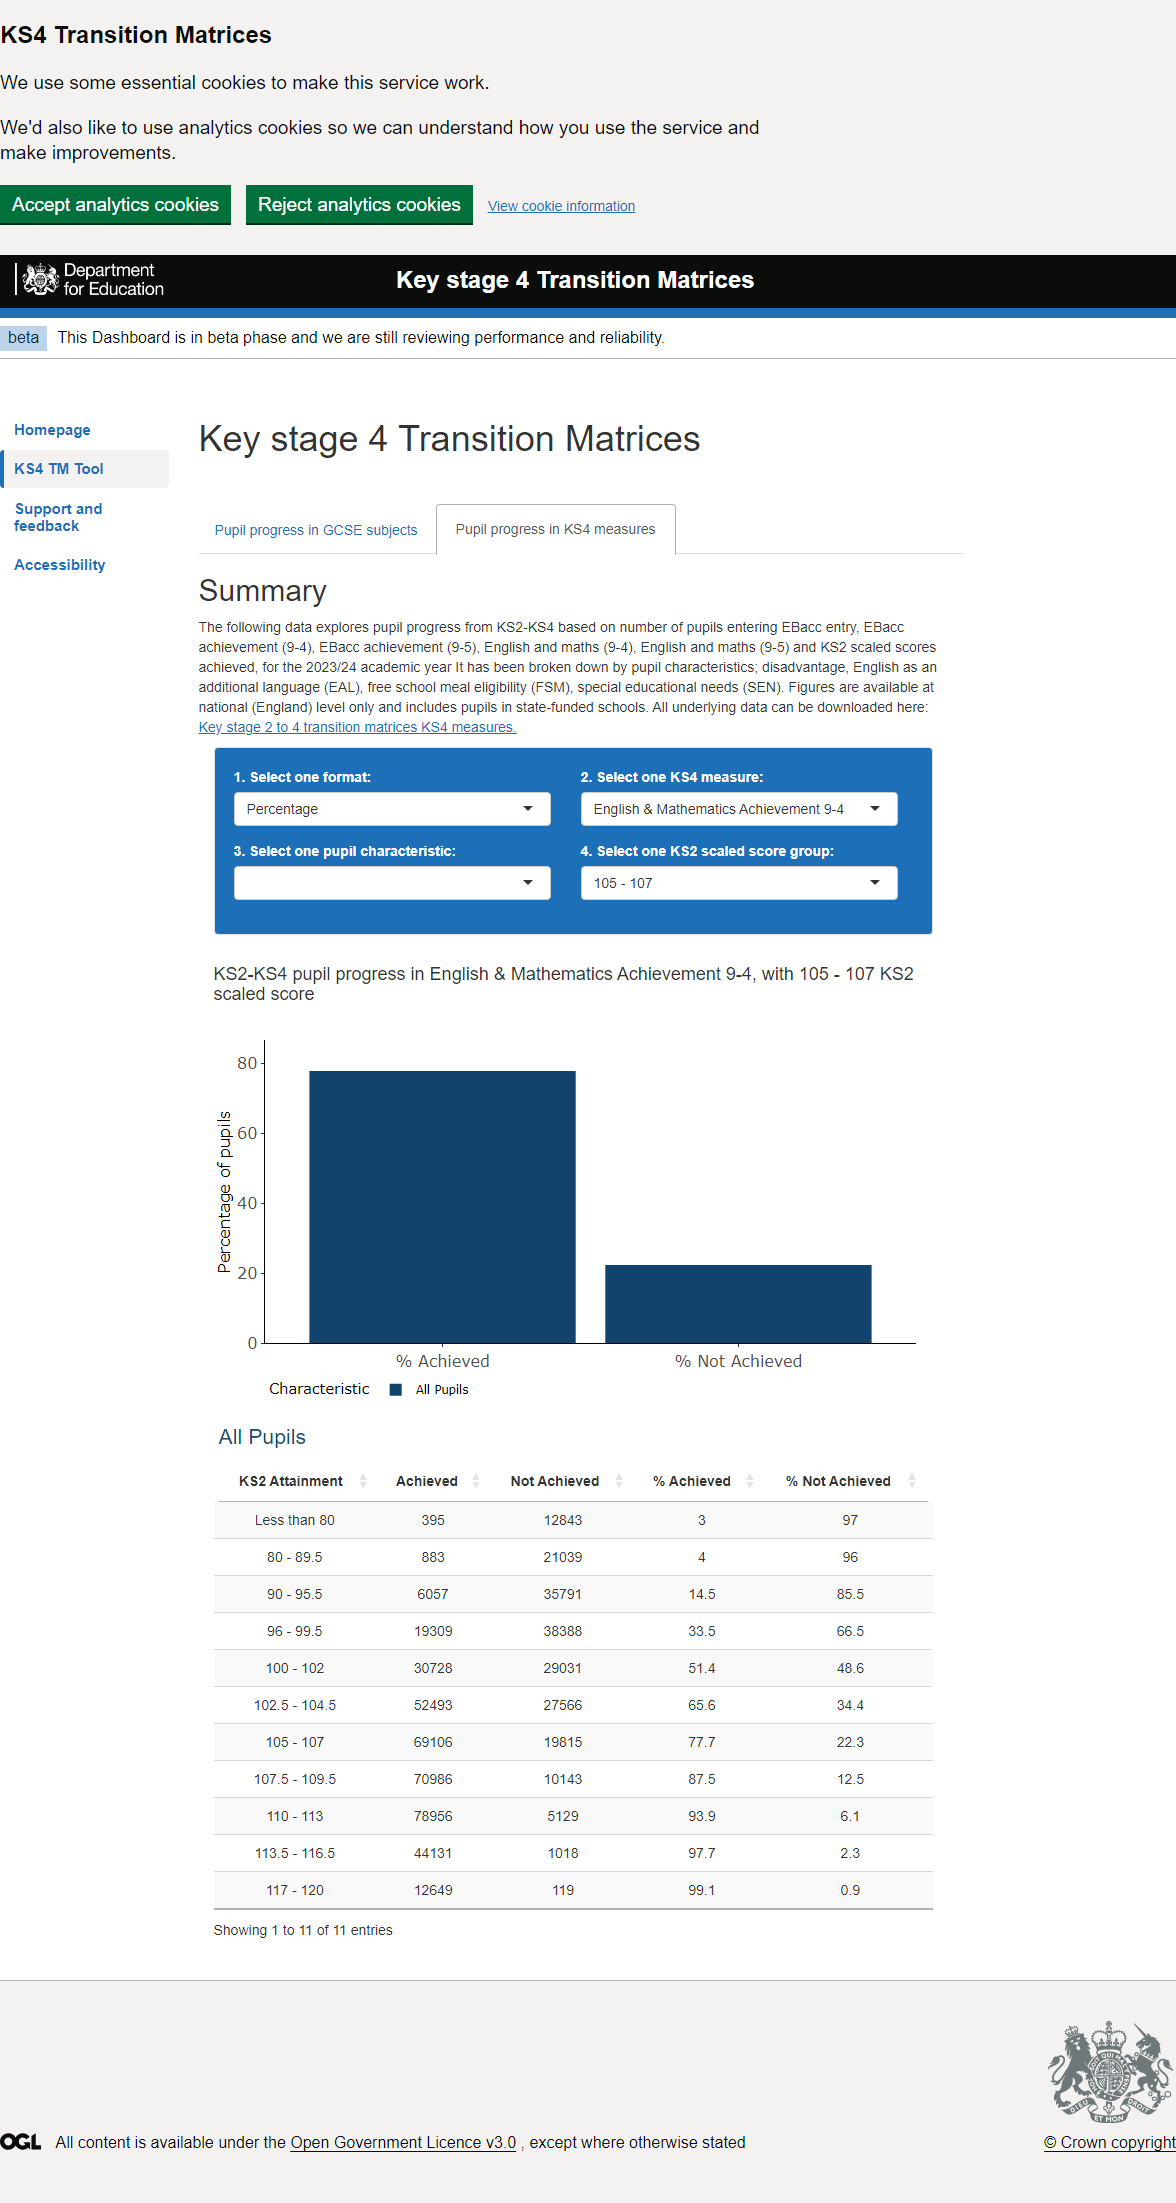 KS4 Transition Matrices
We use some essential cookies to make this service work.
We'd also like to use analytics cookies so we can understand how you use the service and
make improvements.
Accept analytics cookies Reject analytics cookies View cookie information
Department
for Education
Key stage 4 Transition Matrices
beta This Dashboard is in beta phase and we are still reviewing performance and reliability.
Homepage
KS4 TM Tool
Support and
feedback
Accessibility
Key stage 4 Transition Matrices
Pupil progress in GCSE subjects Pupil progress in KS4 measures
Summary
The following data explores pupil progress from KS2-KS4 based on number of pupils entering EBacc entry, EBacc
achievement (9-4), EBacc achievement (9-5), English and maths (9-4), English and maths (9-5) and KS2 scaled scores
achieved, for the 2023/24 academic year It has been broken down by pupil characteristics; disadvantage, English as an
additional language (EAL), free school meal eligibility (FSM), special educational needs (SEN). Figures are available at
national (England) level only and includes pupils in state-funded schools. All underlying data can be downloaded here:
Key stage 2 to 4 transition matrices KS4 measures.
1. Select one format: 2. Select one KS4 measure:
Percentage English & Mathematics Achievement 9-4
3. Select one pupil characteristic: 4. Select one KS2 scaled score group:
105 - 107
KS2-KS4 pupil progress in English & Mathematics Achievement 9-4, with 105 - 107 KS2
scaled score
Percentage of pupils
80
60
40
20
0
% Achieved % Not Achieved
Characteristic All Pupils
All Pupils
KS2 Attainment Achieved Not Achieved % Achieved % Not Achieved
Less than 80 395 12843 3 97
80 - 89.5 883 21039 4 96
90 - 95.5 6057 35791 14.5 85.5
96 - 99.5 19309 38388 33.5 66.5
100 - 102 30728 29031 51.4 48.6
102.5 - 104.5 52493 27566 65.6 34.4
105 - 107 69106 19815 77.7 22.3
107.5 - 109.5 70986 10143 87.5 12.5
110 - 113 78956 5129 93.9 6.1
113.5 - 116.5 44131 1018 97.7 2.3
117 - 120 12649 119 99.1 0.9
Showing 1 to 11 of 11 entries
OGL All content is available under the Open Government Licence v3.0 , except where otherwise stated
© Crown copyright